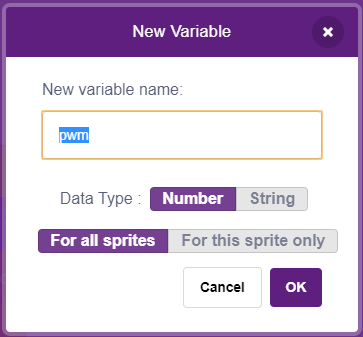 New Variable
New variable name:
pwm
Data Type : Number String
For all sprites For this sprite only
Cancel OK